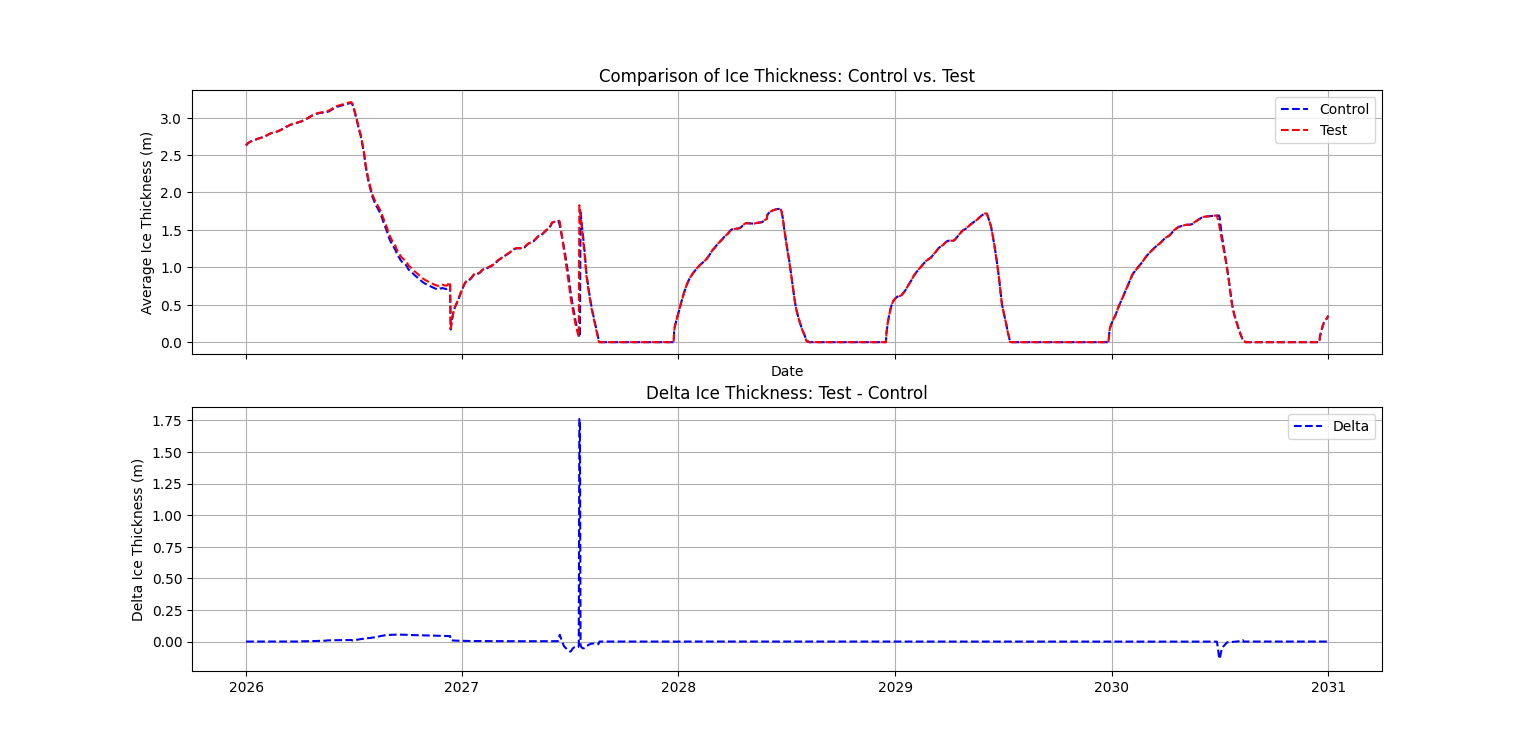 Comparison of Ice Thickness: Control vs. Test
Average Ice Thickness (m)
3.0
2.5
2.0
1.5
1.0
0.5
0.0
Control
Test
Date
Delta Ice Thickness: Test - Control
Delta Ice Thickness (m)
1.75
1.50
1.25
1.00
0.75
0.50
0.25
0.00
Delta
2026 2027 2028 2029 2030 2031